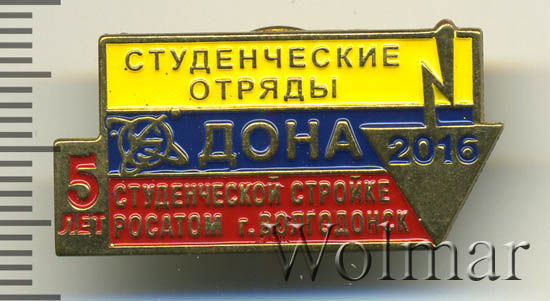 СТУДЕНЧЕСКИЕ
ОТРЯДЫ
ДОНА
2016
5
ЛЕТ
СТУДЕНЧЕСКОЙ СТРОЙКЕ
РОСАТОМ г.ВОЛГОДОНСК
Wolmar